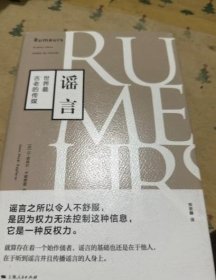 Rumeurs
RU
ME
URS
谣言
世界最
古老的传媒
谣言之所以令人不舒服，
是因为权力无法控制这种信息，
它是一种反权力。
就算存在着一个始作俑者，谣言的基础也还是在于他人，
在于听到谣言并且传播谣言的人身上。
上海人民出版社